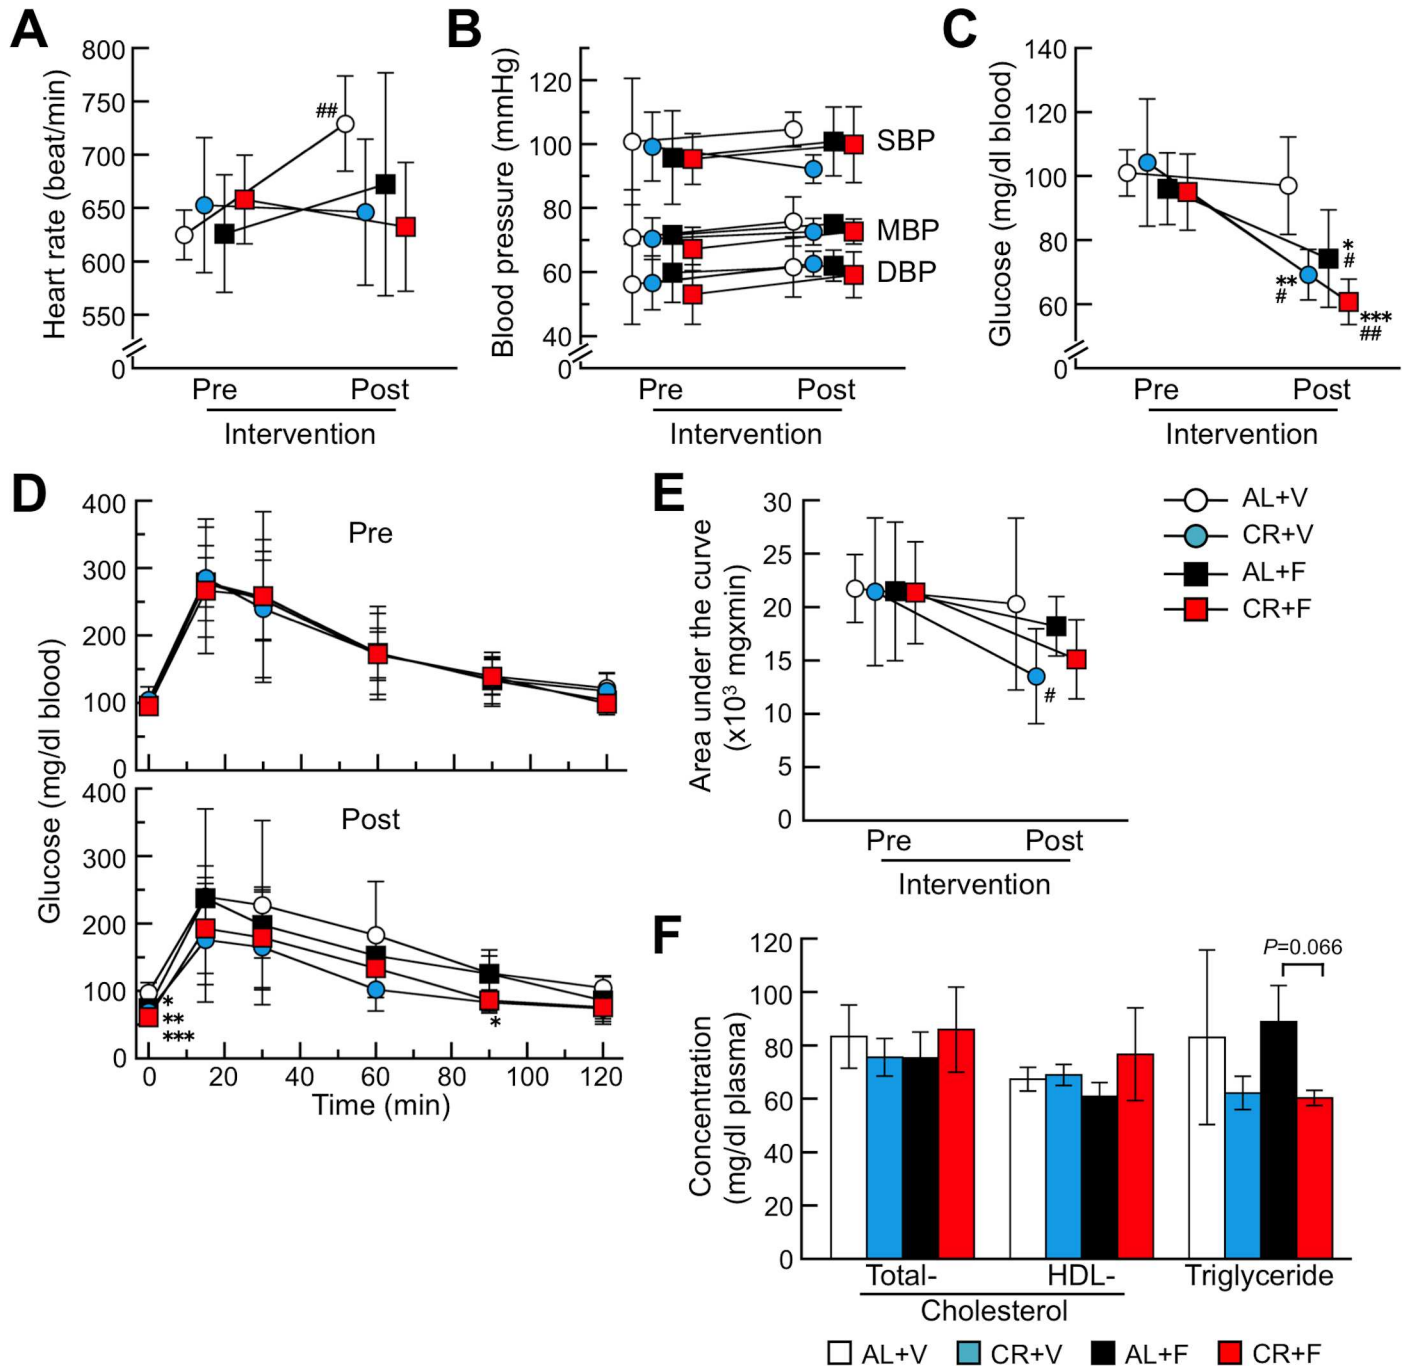 A
Heart rate (beat/min)
800
750
700
650
600
550
0
##
Pre Post
Intervention
B
Blood pressure (mmHg)
120
100
80
60
40
0
SBP
MBP
DBP
Pre Post
Intervention
C
Glucose (mg/dl blood)
140
120
100
80
60
0
*
#
**
#
***
##
Pre Post
Intervention
D
Glucose (mg/dl blood)
Pre
400
300
200
100
0
Post
400
300
200
100
0
*
**
***
*
0 20 40 60 80 100 120
Time (min)
E
Area under the curve
(x10³ mgxmin)
30
25
20
15
10
5
0
#
Pre Post
Intervention
AL+V
CR+V
AL+F
CR+F
F
Concentration
(mg/dl plasma)
120
100
80
60
40
20
0
P=0.066
Total- HDL- Triglyceride
Cholesterol
AL+V CR+V AL+F CR+F